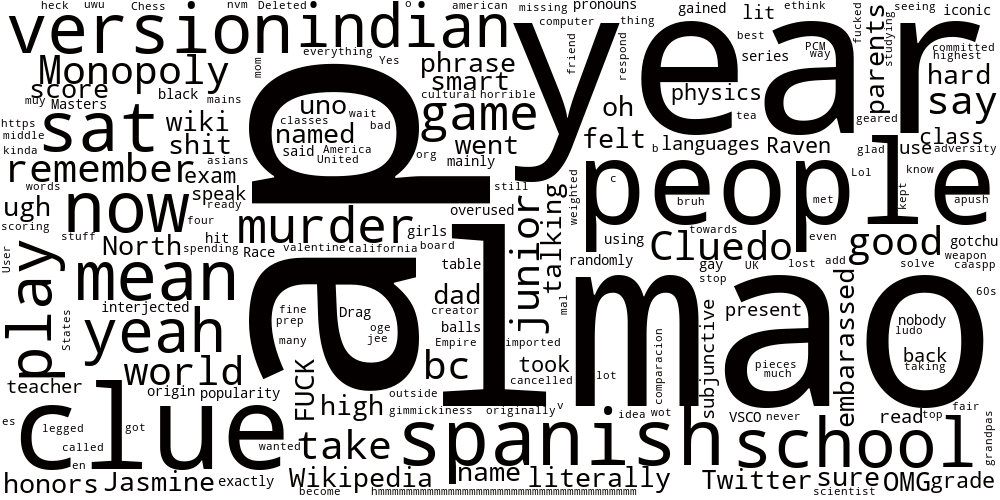 heck uwu Chess nvm Deleted o american missing pronouns gained lit ethink seeing iconic
version indian year computer thing best fucked parents studying
everything Yes friend respond series PCM way committed highest
Monopoly mom phrase physics hard
score black mains smart cultural horrible say
muy Masters uno game oh tea geared
https sat wiki classes wait bad went felt b languages Raven class
middle shit named glad use adversity
kinda asians said America United org mainly Lol know
remember exam ap still weighted people c kept
words speak ready bruh met apush
ugh now four overused junior talking
scoring murder girls using towards even good gotchu
stuff North hit spending Race valentine california board Cluedo weapon
User play mean table randomly gay UK lost add solve caaspp
States interjected fine prep Drag dad creator mal lmao stop 60s
yeah oge jee balls present nobody ludo
many Empire imported embarassed
world bc took lot comparacion subjunctive pieces much back taking
teacher origin popularity FUCK cancelled
clue high outside gimmickiness originally v idea wot VSCO never read top fair
es legged got take spanish school grandpas
called wanted
en
honors Jasmine exactly Wikipedia name literally Twitter sure OMG grade
become hmmmmmmmmmmmmmmmmmmmmmmmmmmmmmmmmmmmmm scientist